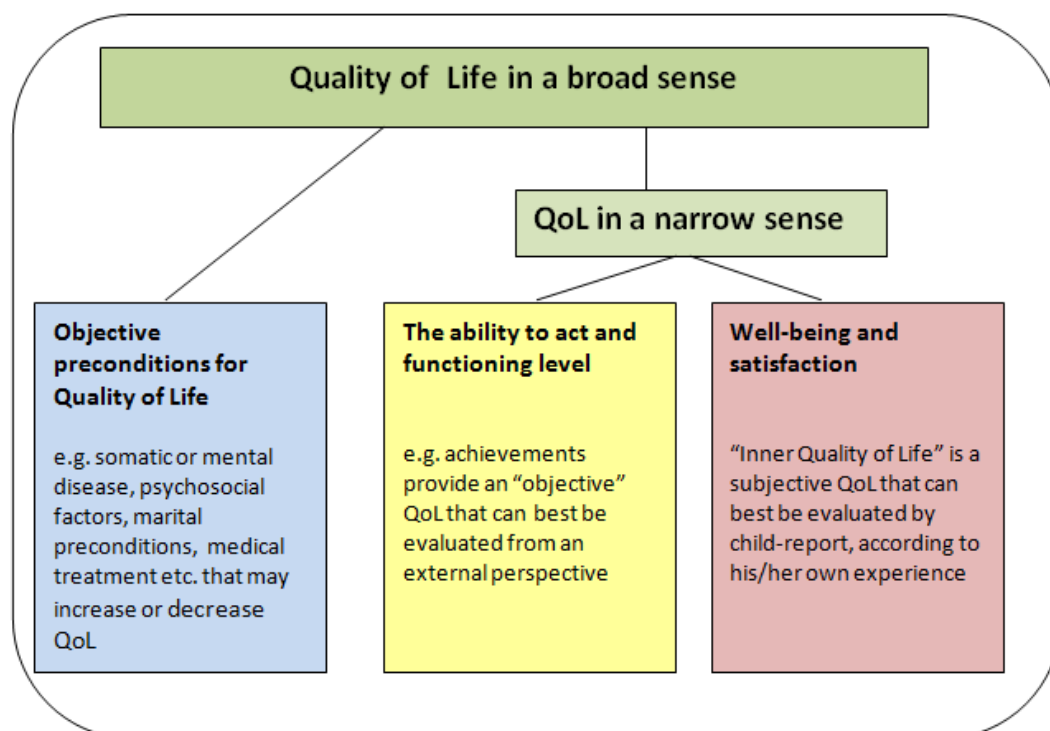 Quality of Life in a broad sense
QoL in a narrow sense
Objective
preconditions for
Quality of Life
e.g. somatic or mental
disease, psychosocial
factors, marital
preconditions, medical
treatment etc. that may
increase or decrease
QoL
The ability to act and
functioning level
e.g. achievements
provide an “objective”
QoL that can best be
evaluated from an
external perspective
Well-being and
satisfaction
“Inner Quality of Life” is a
subjective QoL that can
best be evaluated by
child-report, according to
his/her own experience